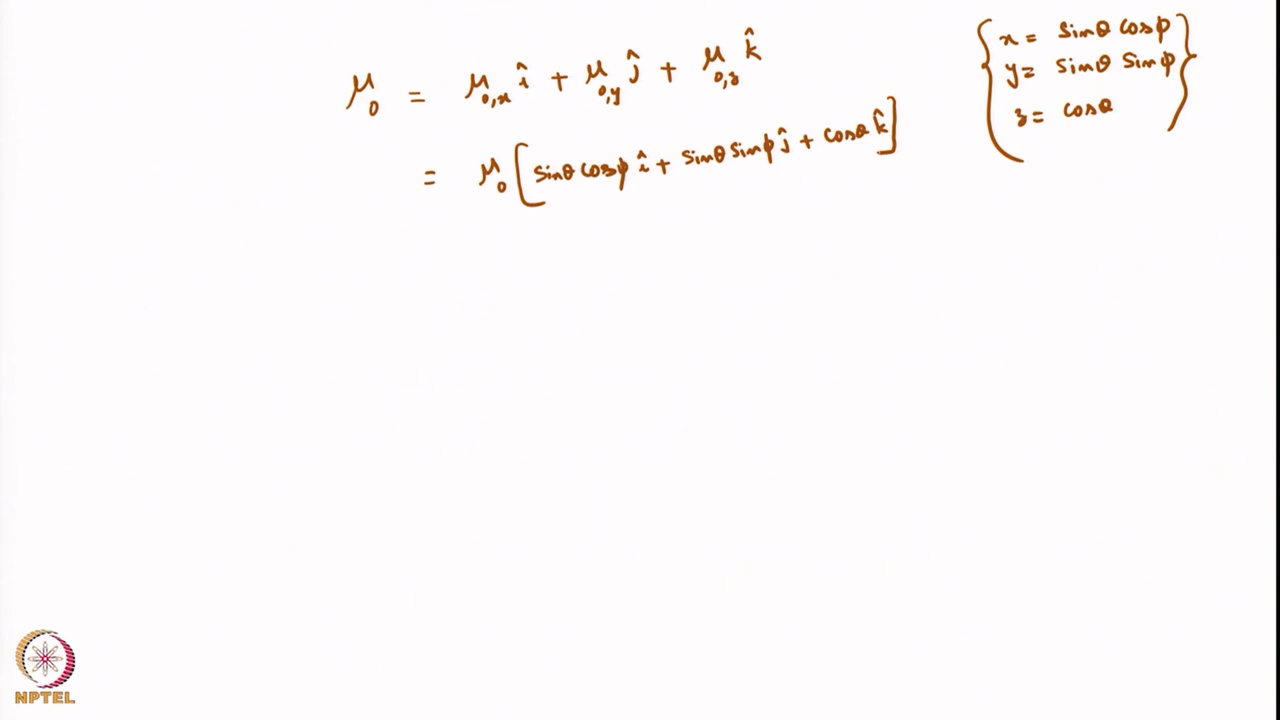 μ₀ = μ₀,ₓ î + μ₀,y ĵ + μ₀,z k̂
= μ₀ [sinθ cosφ î + sinθ sinφ ĵ + cosθ k̂]
{ x = sinθ cosφ }
y = sinθ sinφ
z = cosθ
NPTEL